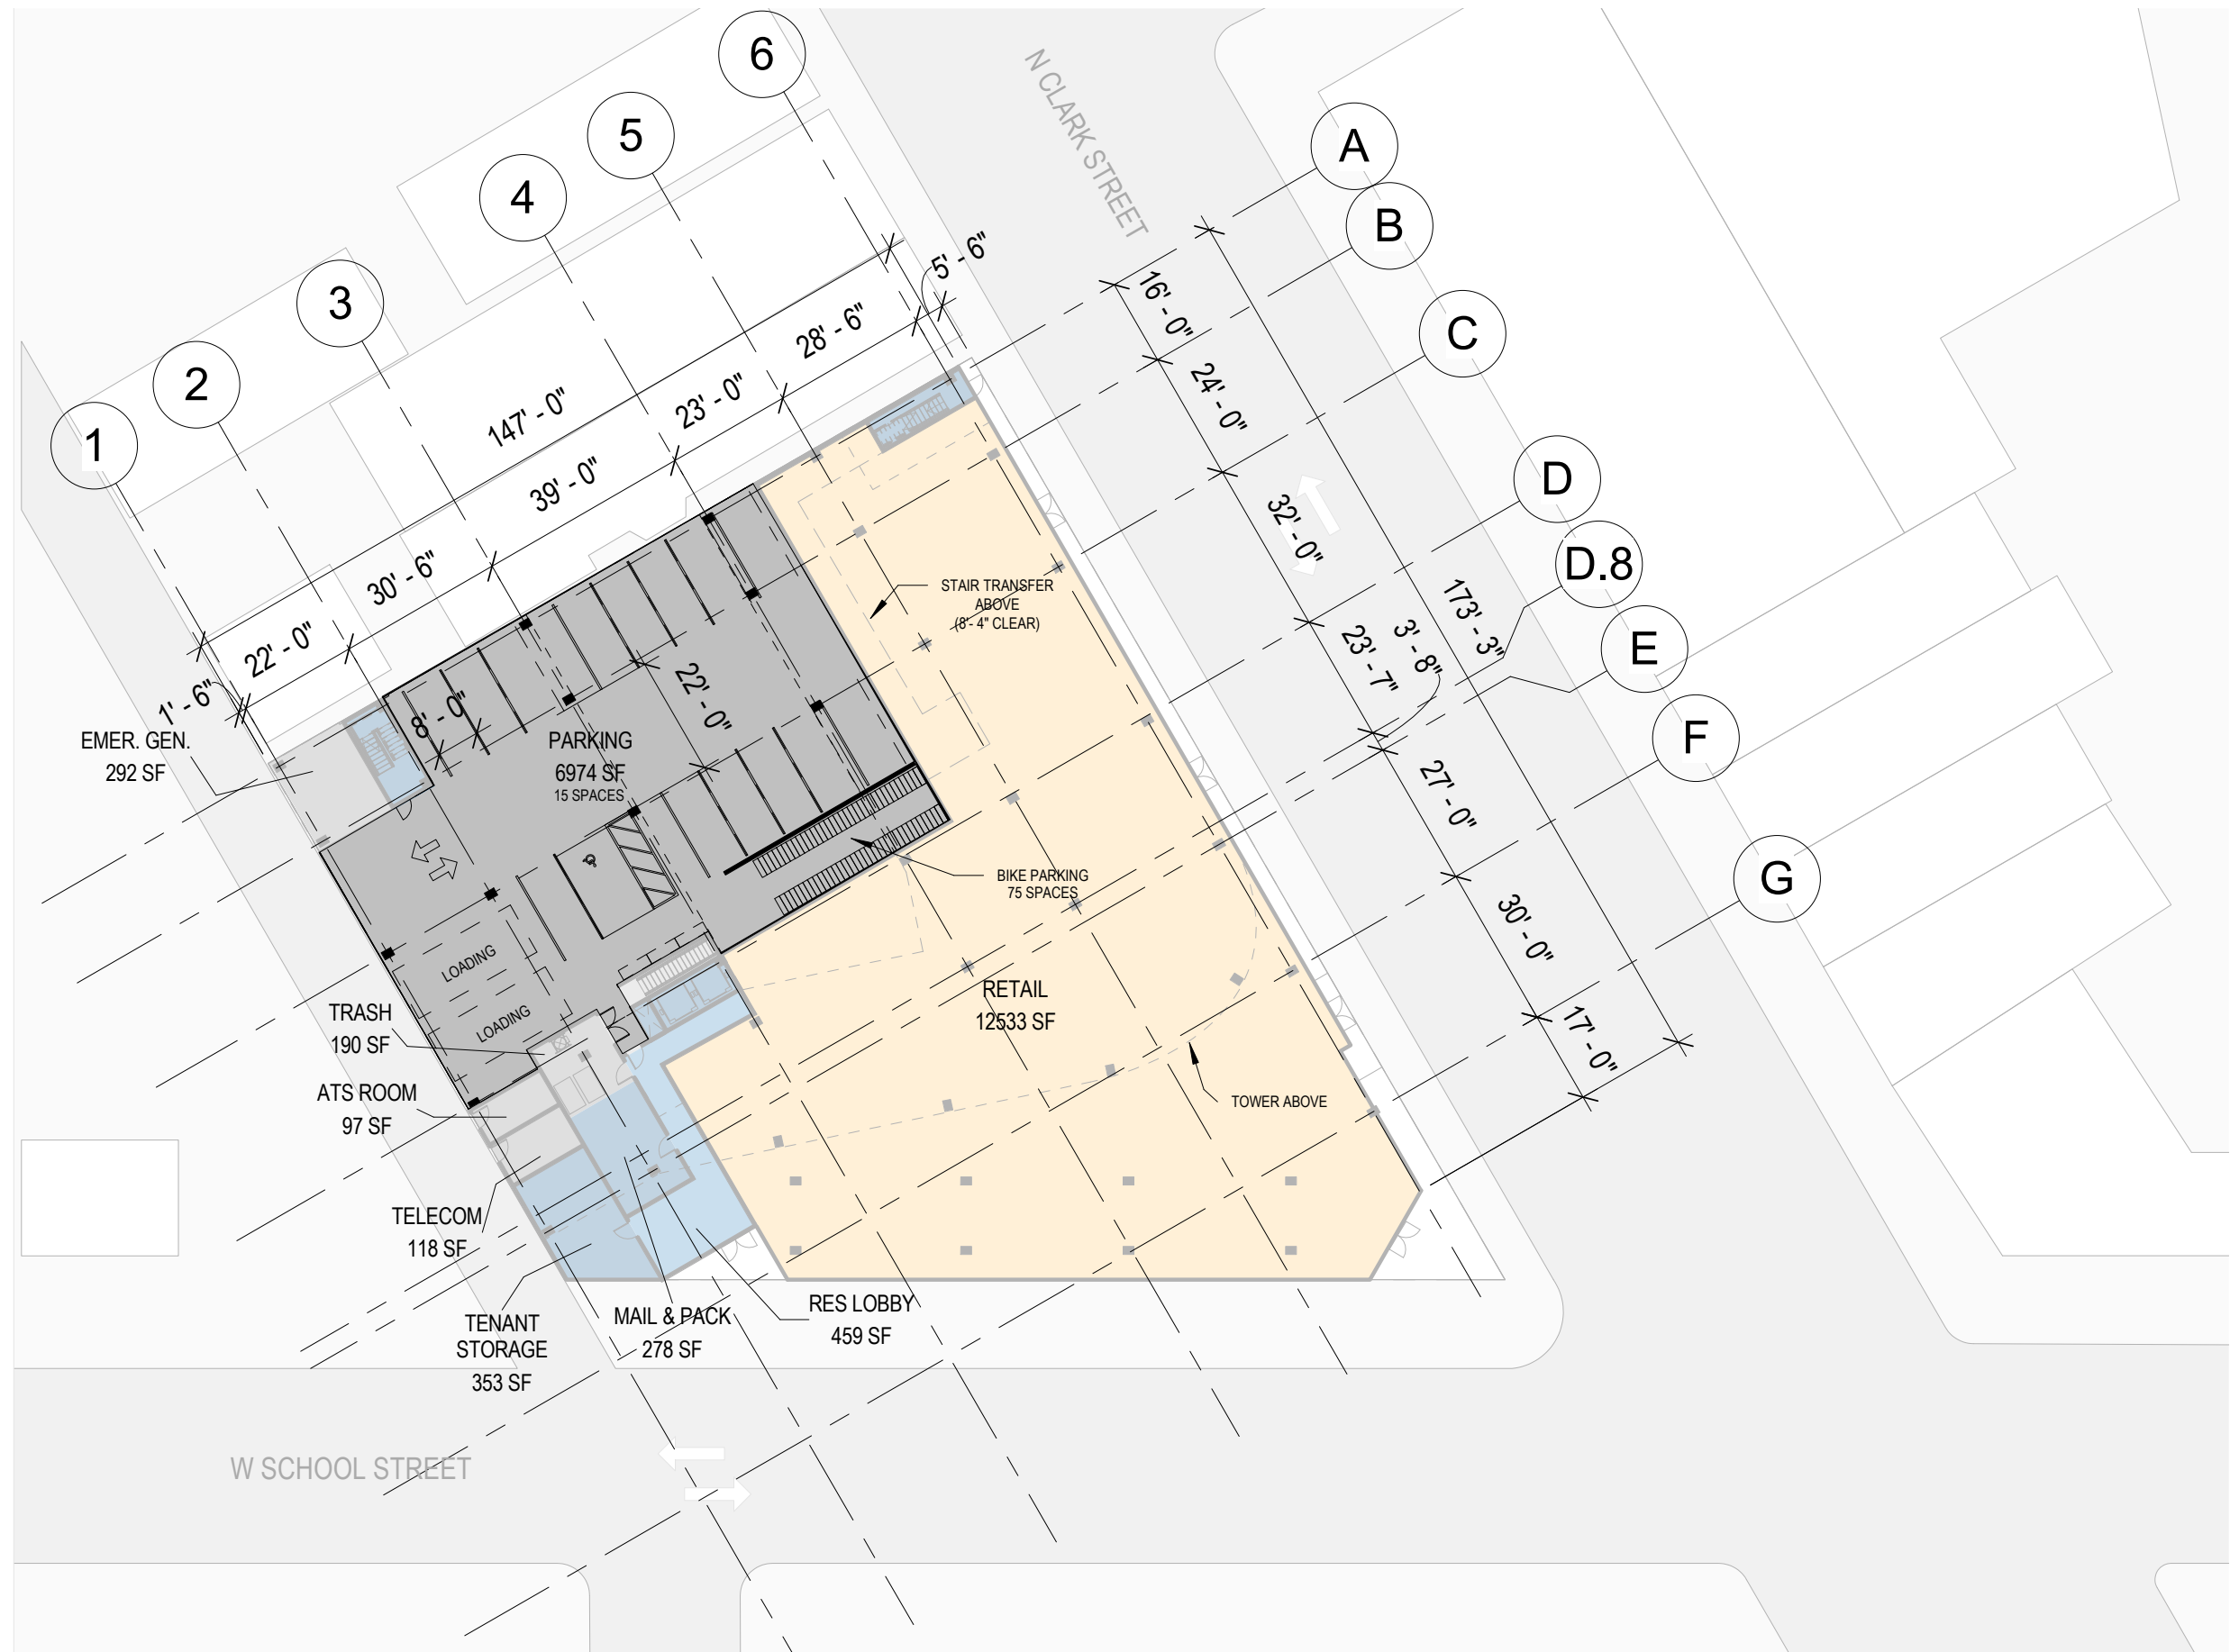 6
5
4
3
2
1
N CLARK STREET
A
B
C
D
D.8
E
F
G
5' - 6"
28' - 6"
23' - 0"
147' - 0"
39' - 0"
30' - 6"
22' - 0"
1' - 6"
16' - 0"
24' - 0"
32' - 0"
173' - 3"
3' - 8"
23' - 7"
27' - 0"
30' - 0"
17' - 0"
8' - 0"
22' - 0"
EMER. GEN.
292 SF
PARKING
6974 SF
15 SPACES
STAIR TRANSFER
ABOVE
(8'- 4" CLEAR)
BIKE PARKING
75 SPACES
LOADING
LOADING
RETAIL
12533 SF
TOWER ABOVE
TRASH
190 SF
ATS ROOM
97 SF
TELECOM
118 SF
TENANT
STORAGE
353 SF
MAIL & PACK
278 SF
RES LOBBY
459 SF
W SCHOOL STREET